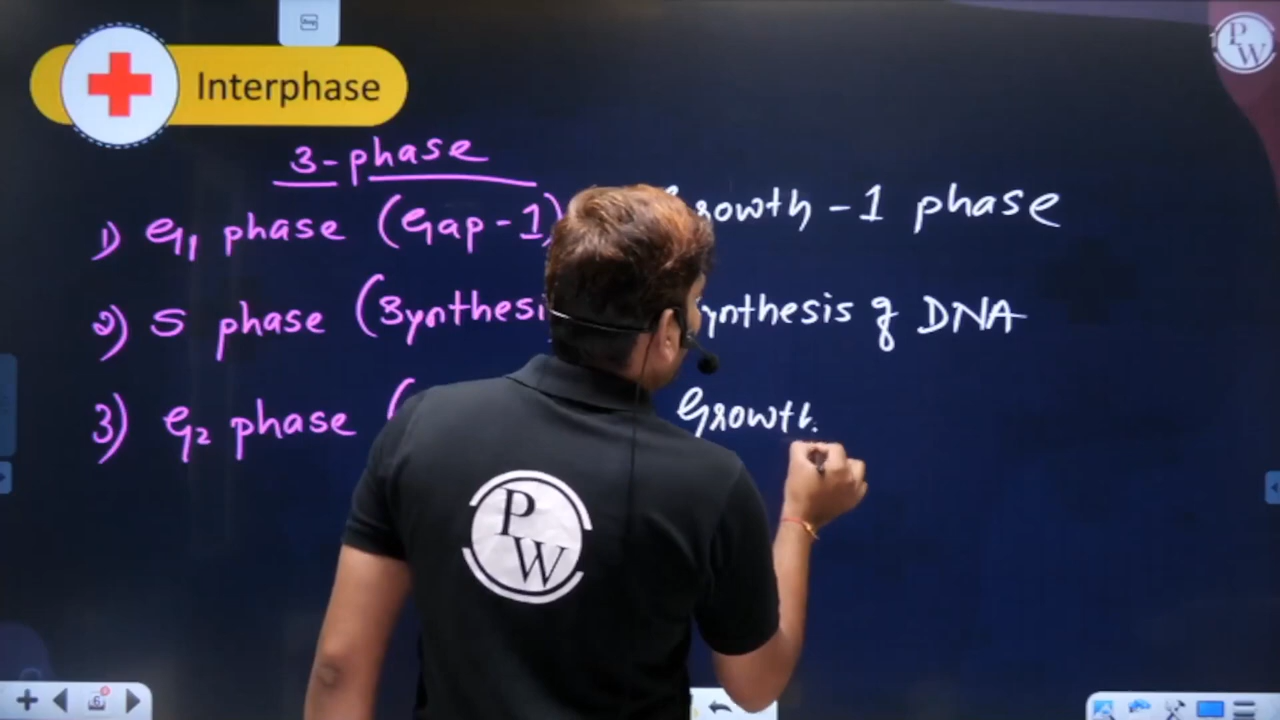 PW
Interphase
3-phase
1) G1 phase (Gap-1) rowth-1 phase
2) S phase (Synthesi ynthesis of DNA
3) G2 phase ( Growth
PW